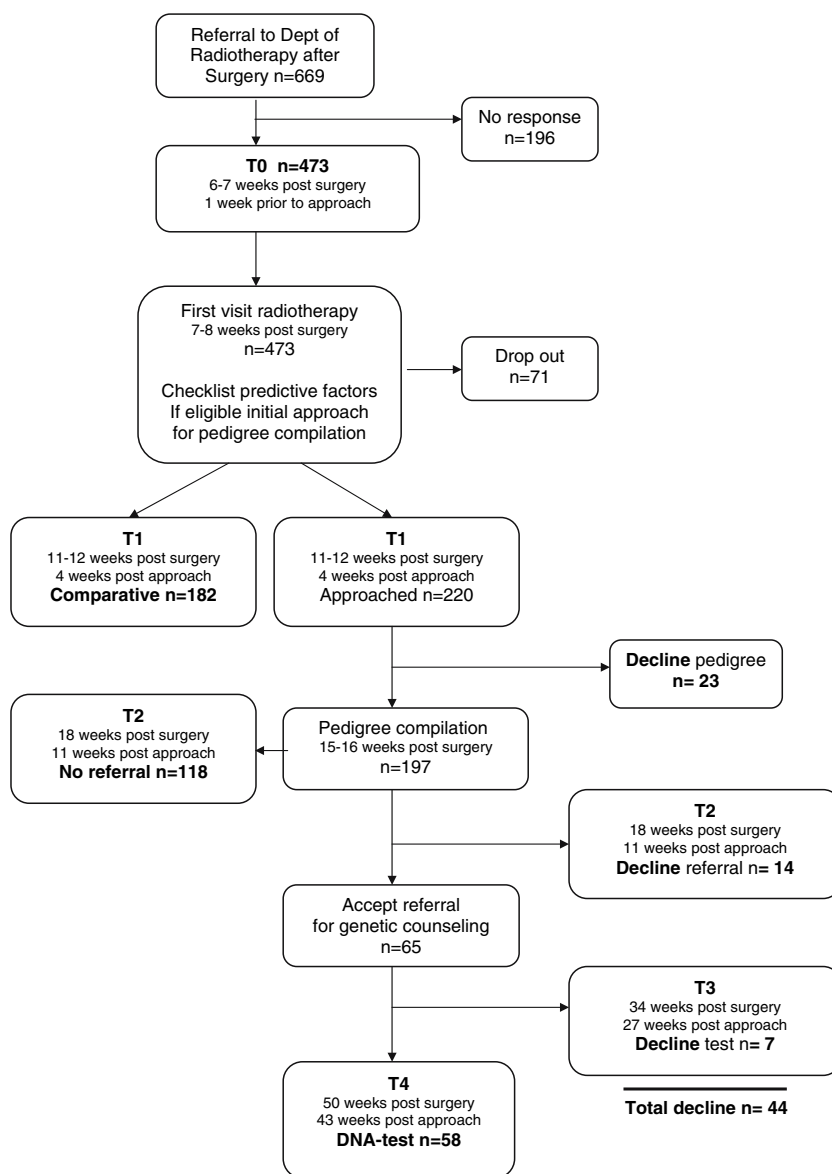 Referral to Dept of
Radiotherapy after
Surgery n=669
No response
n=196
T0 n=473
6-7 weeks post surgery
1 week prior to approach
First visit radiotherapy
7-8 weeks post surgery
n=473
Checklist predictive factors
If eligible initial approach
for pedigree compilation
Drop out
n=71
T1
11-12 weeks post surgery
4 weeks post approach
Comparative n=182
T1
11-12 weeks post surgery
4 weeks post approach
Approached n=220
Decline pedigree
n= 23
T2
18 weeks post surgery
11 weeks post approach
No referral n=118
Pedigree compilation
15-16 weeks post surgery
n=197
T2
18 weeks post surgery
11 weeks post approach
Decline referral n= 14
Accept referral
for genetic counseling
n=65
T3
34 weeks post surgery
27 weeks post approach
Decline test n= 7
T4
50 weeks post surgery
43 weeks post approach
DNA-test n=58
Total decline n= 44